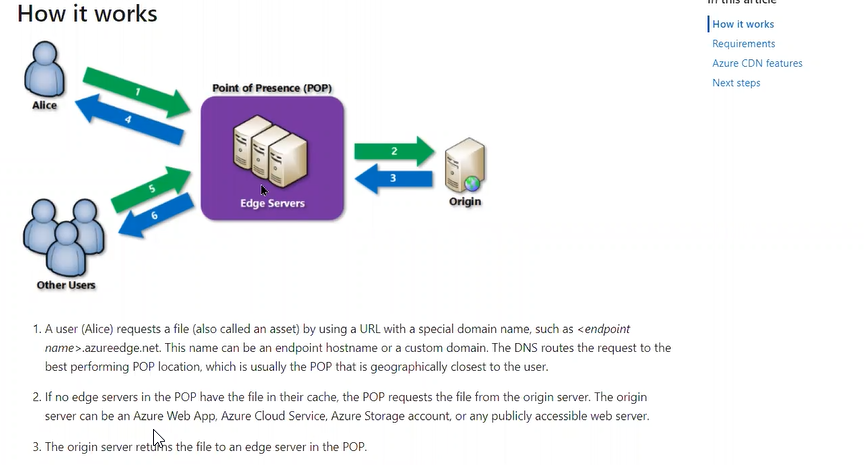 In this article
How it works
How it works
Requirements
Azure CDN features
Next steps
Alice
1
4
Point of Presence (POP)
Edge Servers
2
3
Origin
5
6
Other Users
1. A user (Alice) requests a file (also called an asset) by using a URL with a special domain name, such as <endpoint
name>.azureedge.net. This name can be an endpoint hostname or a custom domain. The DNS routes the request to the
best performing POP location, which is usually the POP that is geographically closest to the user.
2. If no edge servers in the POP have the file in their cache, the POP requests the file from the origin server. The origin
server can be an Azure Web App, Azure Cloud Service, Azure Storage account, or any publicly accessible web server.
3. The origin server returns the file to an edge server in the POP.